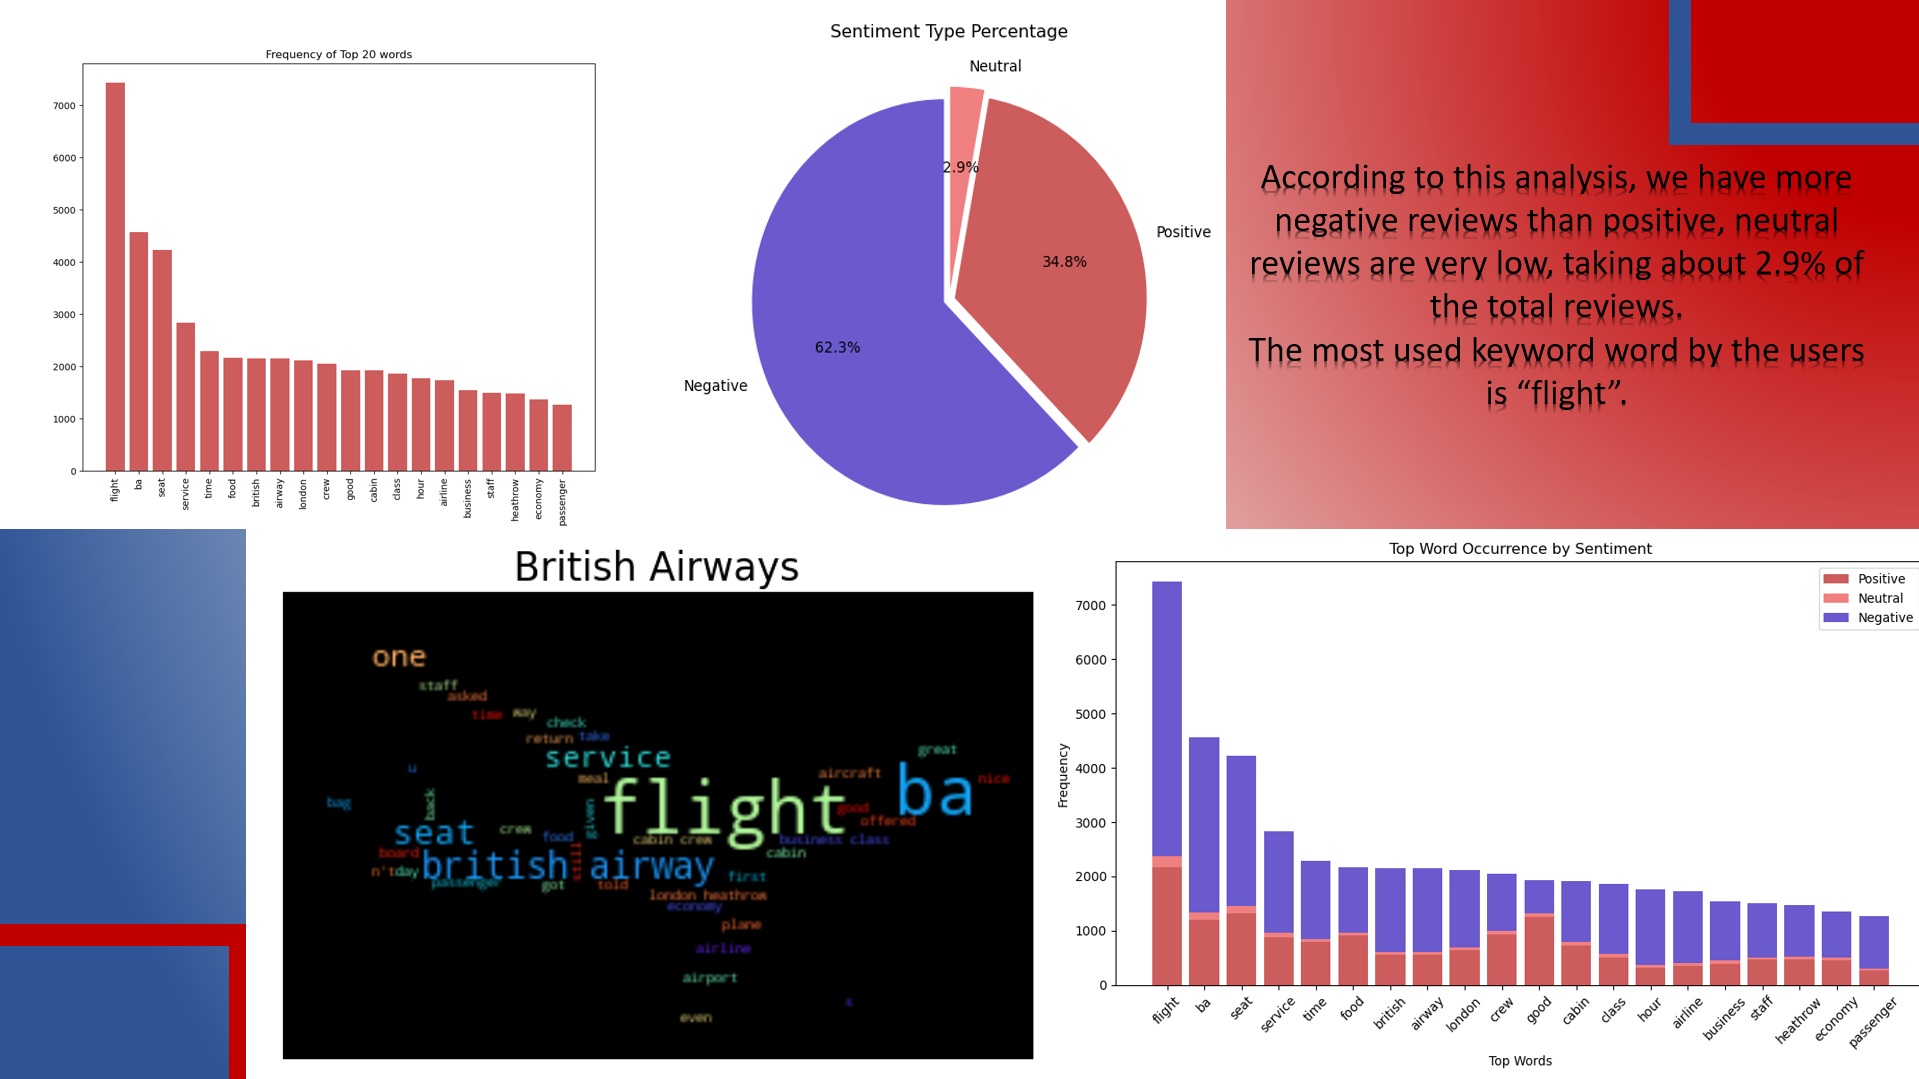 Frequency of Top 20 words
7000
6000
5000
4000
3000
2000
1000
0
flight
ba
seat
service
time
food
british
airway
london
crew
good
cabin
class
hour
airline
business
staff
heathrow
economy
passenger
Sentiment Type Percentage
Neutral
2.9%
Positive
34.8%
62.3%
Negative
According to this analysis, we have more
negative reviews than positive, neutral
reviews are very low, taking about 2.9% of
the total reviews.
The most used keyword word by the users
is “flight”.
British Airways
one
staff
asked
time way
check
return take
service
great
meal
aircraft
nice
u
flight
ba
bag
back
given
good
offered
seat
crew
food
cabin crew
business class
board
still
cabin
british airway
n't day
passenger
got
told
first
london heathrow
economy
plane
airline
airport
s
even
Top Word Occurrence by Sentiment
Positive
Neutral
Negative
Frequency
7000
6000
5000
4000
3000
2000
1000
0
flight
ba
seat
service
time
food
british
airway
london
crew
good
cabin
class
hour
airline
business
staff
heathrow
economy
passenger
Top Words